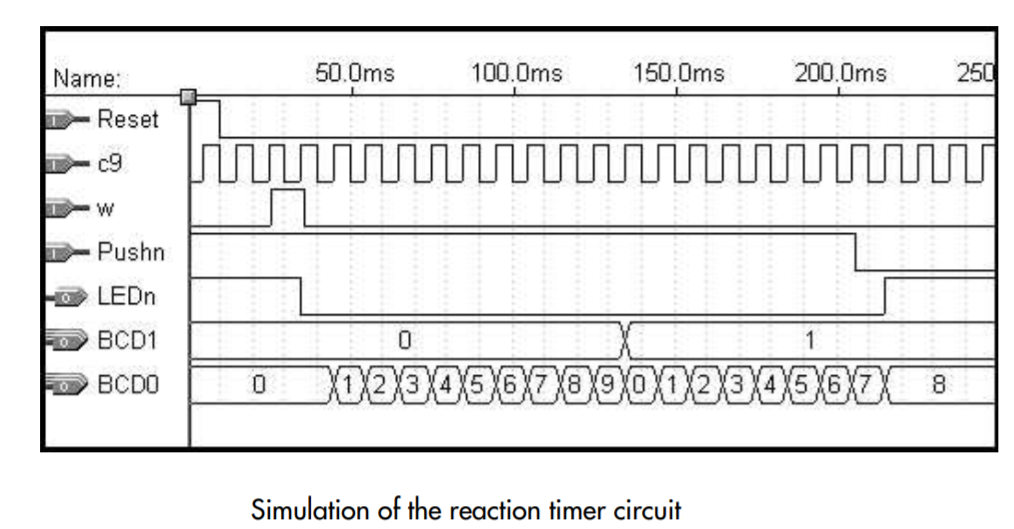 Name: 50.0ms 100.0ms 150.0ms 200.0ms 250
I Reset
I c9
I w
I Pushn
O LEDn
O BCD1 0 1
O BCD0 0 1 2 3 4 5 6 7 8 9 0 1 2 3 4 5 6 7 8
Simulation of the reaction timer circuit